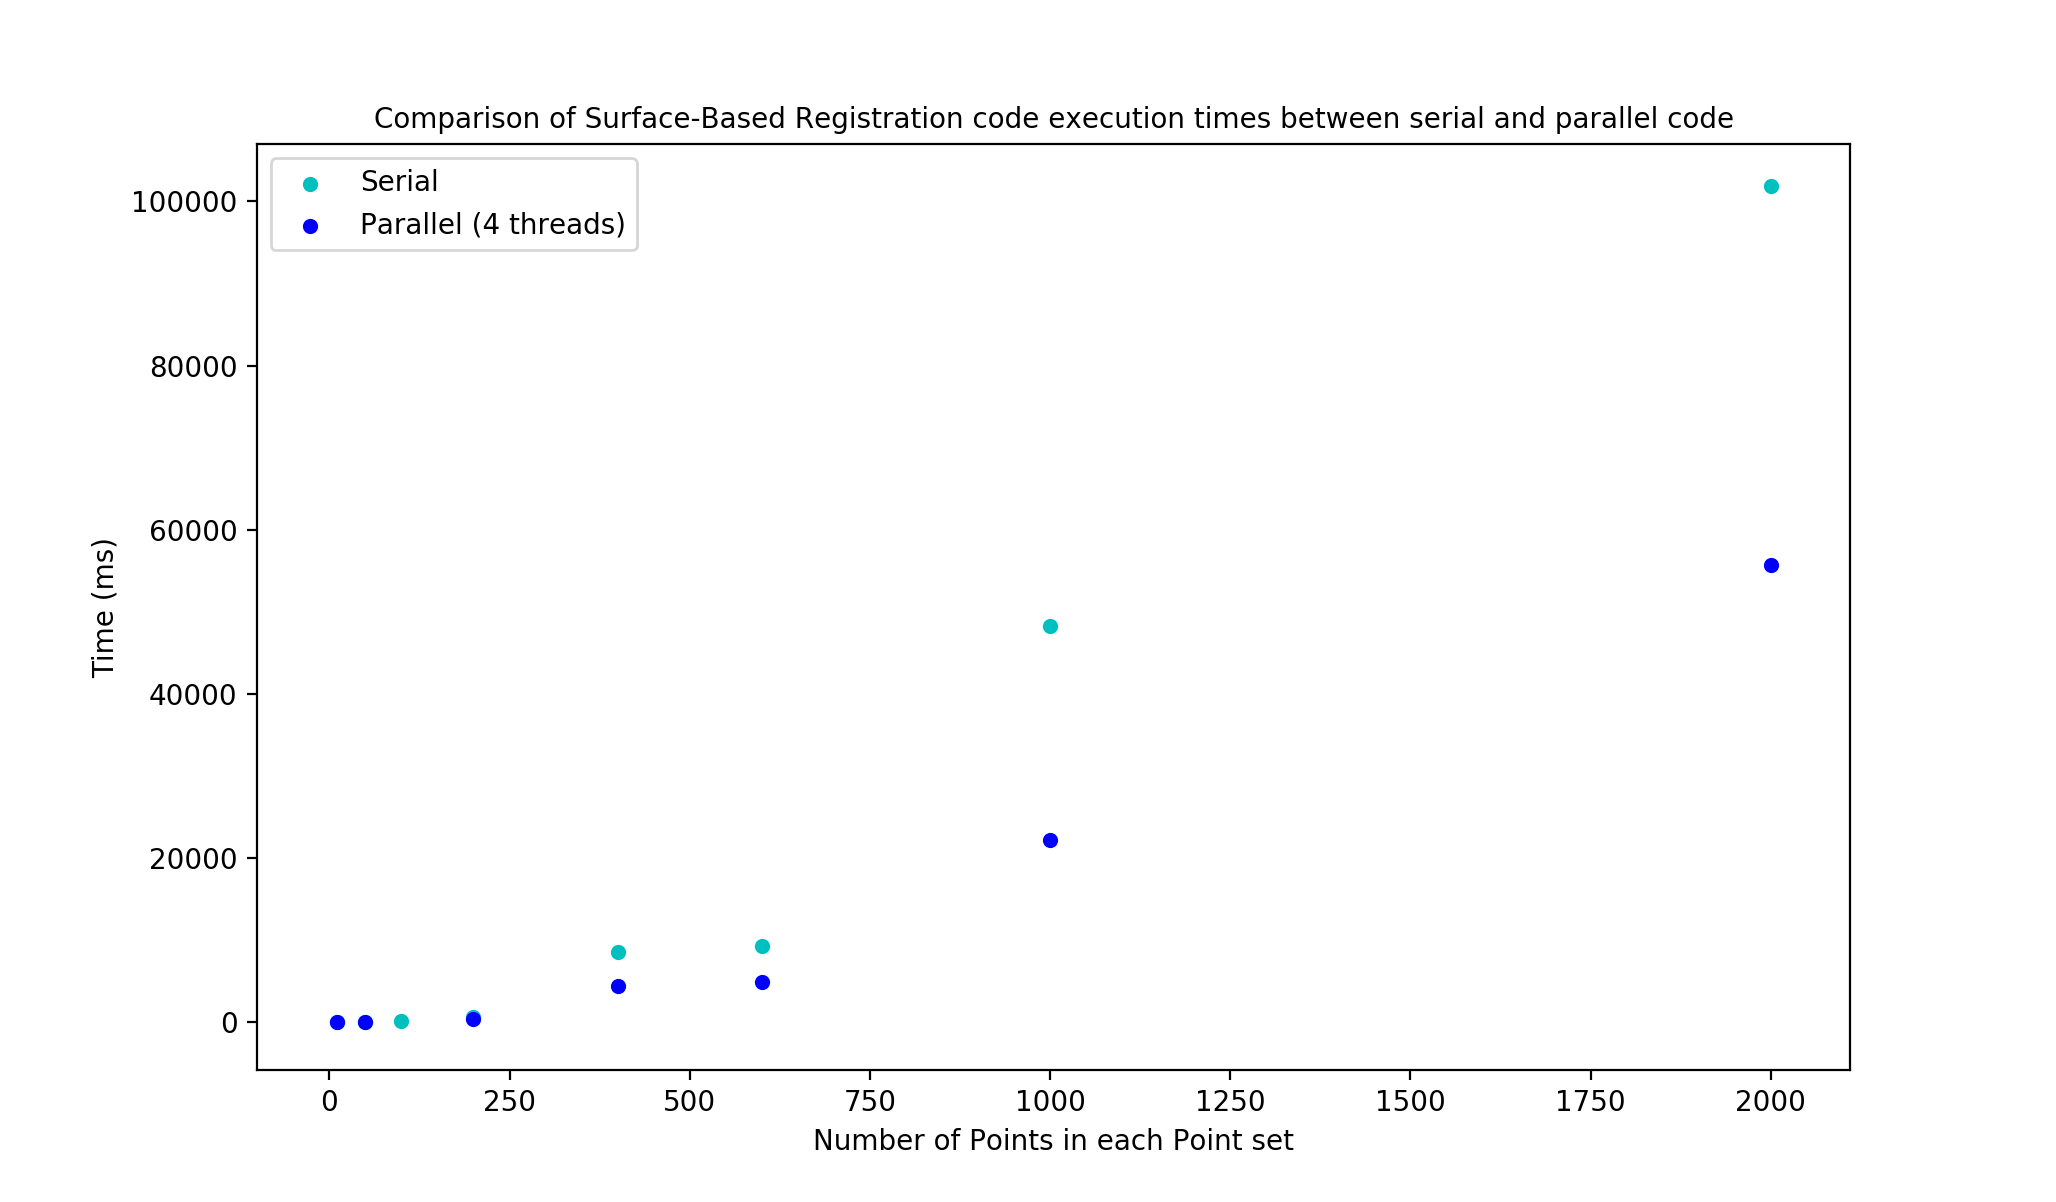 Comparison of Surface-Based Registration code execution times between serial and parallel code
Serial
Parallel (4 threads)
100000
80000
60000
40000
20000
0
Time (ms)
0 250 500 750 1000 1250 1500 1750 2000
Number of Points in each Point set